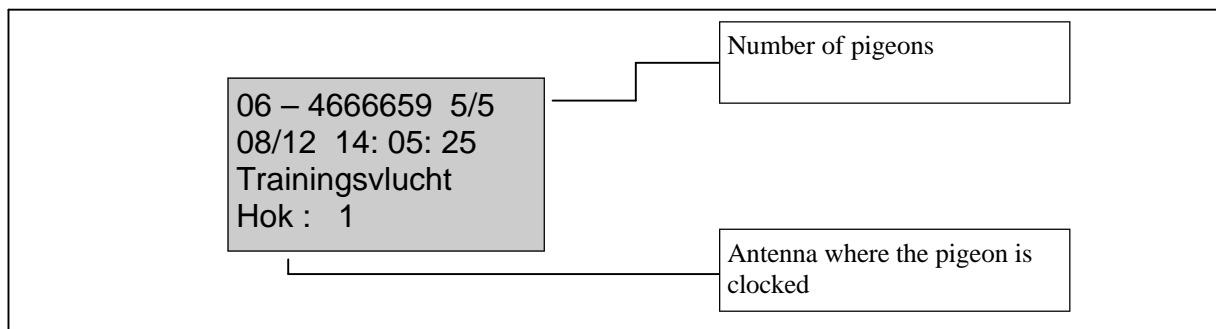 Number of pigeons
06 – 4666659 5/5
08/12 14: 05: 25
Trainingsvlucht
Hok : 1
Antenna where the pigeon is
clocked